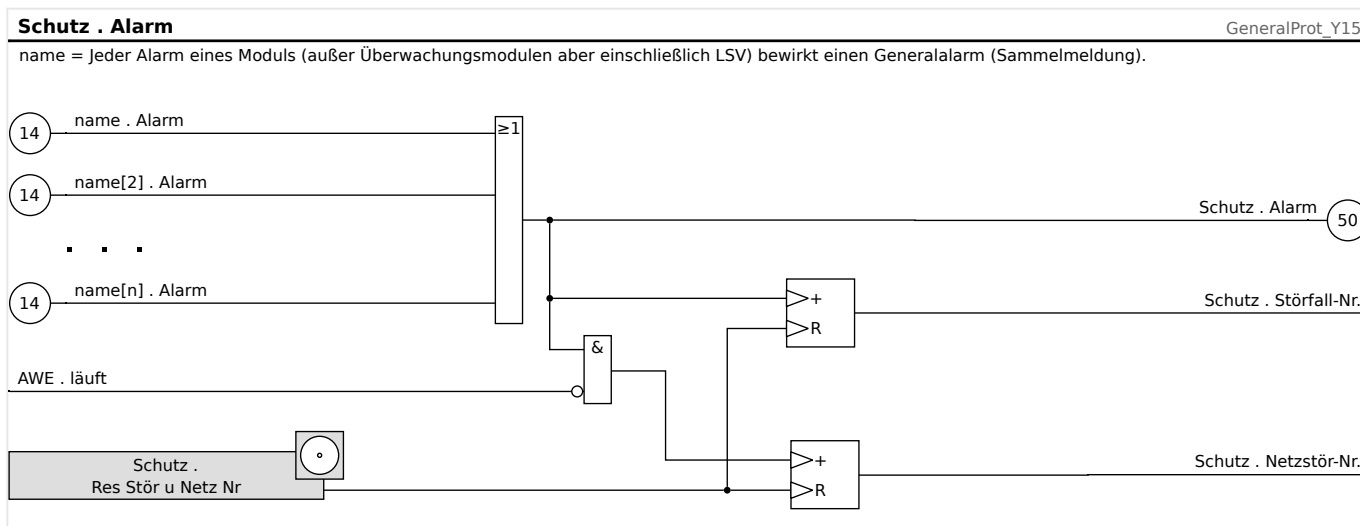 Schutz . Alarm
GeneralProt_Y15
name = Jeder Alarm eines Moduls (außer Überwachungsmodulen aber einschließlich LSV) bewirkt einen Generalalarm (Sammelmeldung).
14
name . Alarm
≥1
14
name[2] . Alarm
Schutz . Alarm
50
. . .
14
name[n] . Alarm
+
R
Schutz . Störfall-Nr.
&
AWE . läuft
Schutz .
Res Stör u Netz Nr
+
R
Schutz . Netzstör-Nr.